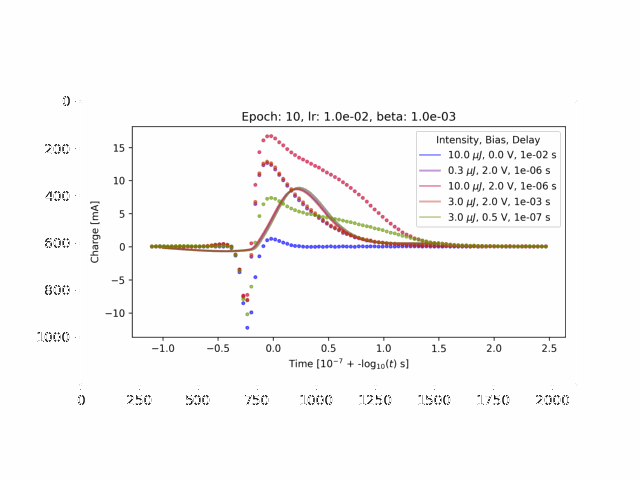 Epoch: 10, lr: 1.0e-02, beta: 1.0e-03
Intensity, Bias, Delay
10.0 μJ, 0.0 V, 1e-02 s
0.3 μJ, 2.0 V, 1e-06 s
10.0 μJ, 2.0 V, 1e-06 s
3.0 μJ, 2.0 V, 1e-03 s
3.0 μJ, 0.5 V, 1e-07 s
Charge [mA]
15
10
5
0
−5
−10
−1.0 −0.5 0.0 0.5 1.0 1.5 2.0 2.5
Time [10⁻⁷ + -log₁₀(t) s]
0
200
400
600
800
1000
0 250 500 750 1000 1250 1500 1750 2000